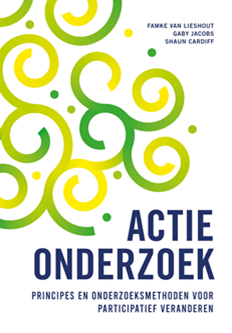 FAMKE VAN LIESHOUT
GABY JACOBS
SHAUN CARDIFF
ACTIE
ONDERZOEK
PRINCIPES EN ONDERZOEKSMETHODEN VOOR
PARTICIPATIEF VERANDEREN